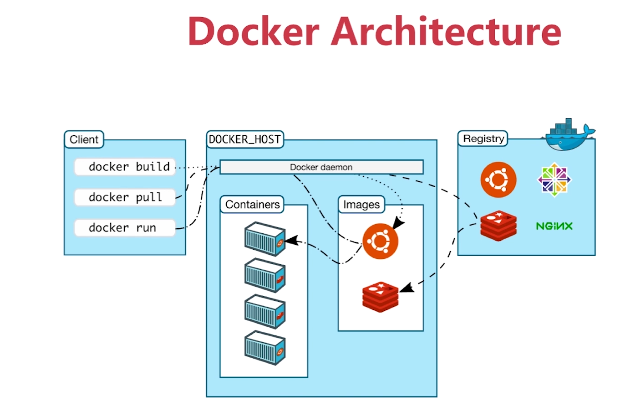 Docker Architecture
Client
DOCKER_HOST
Registry
docker build
Docker daemon
docker pull
docker run
Containers
Images
NGINX